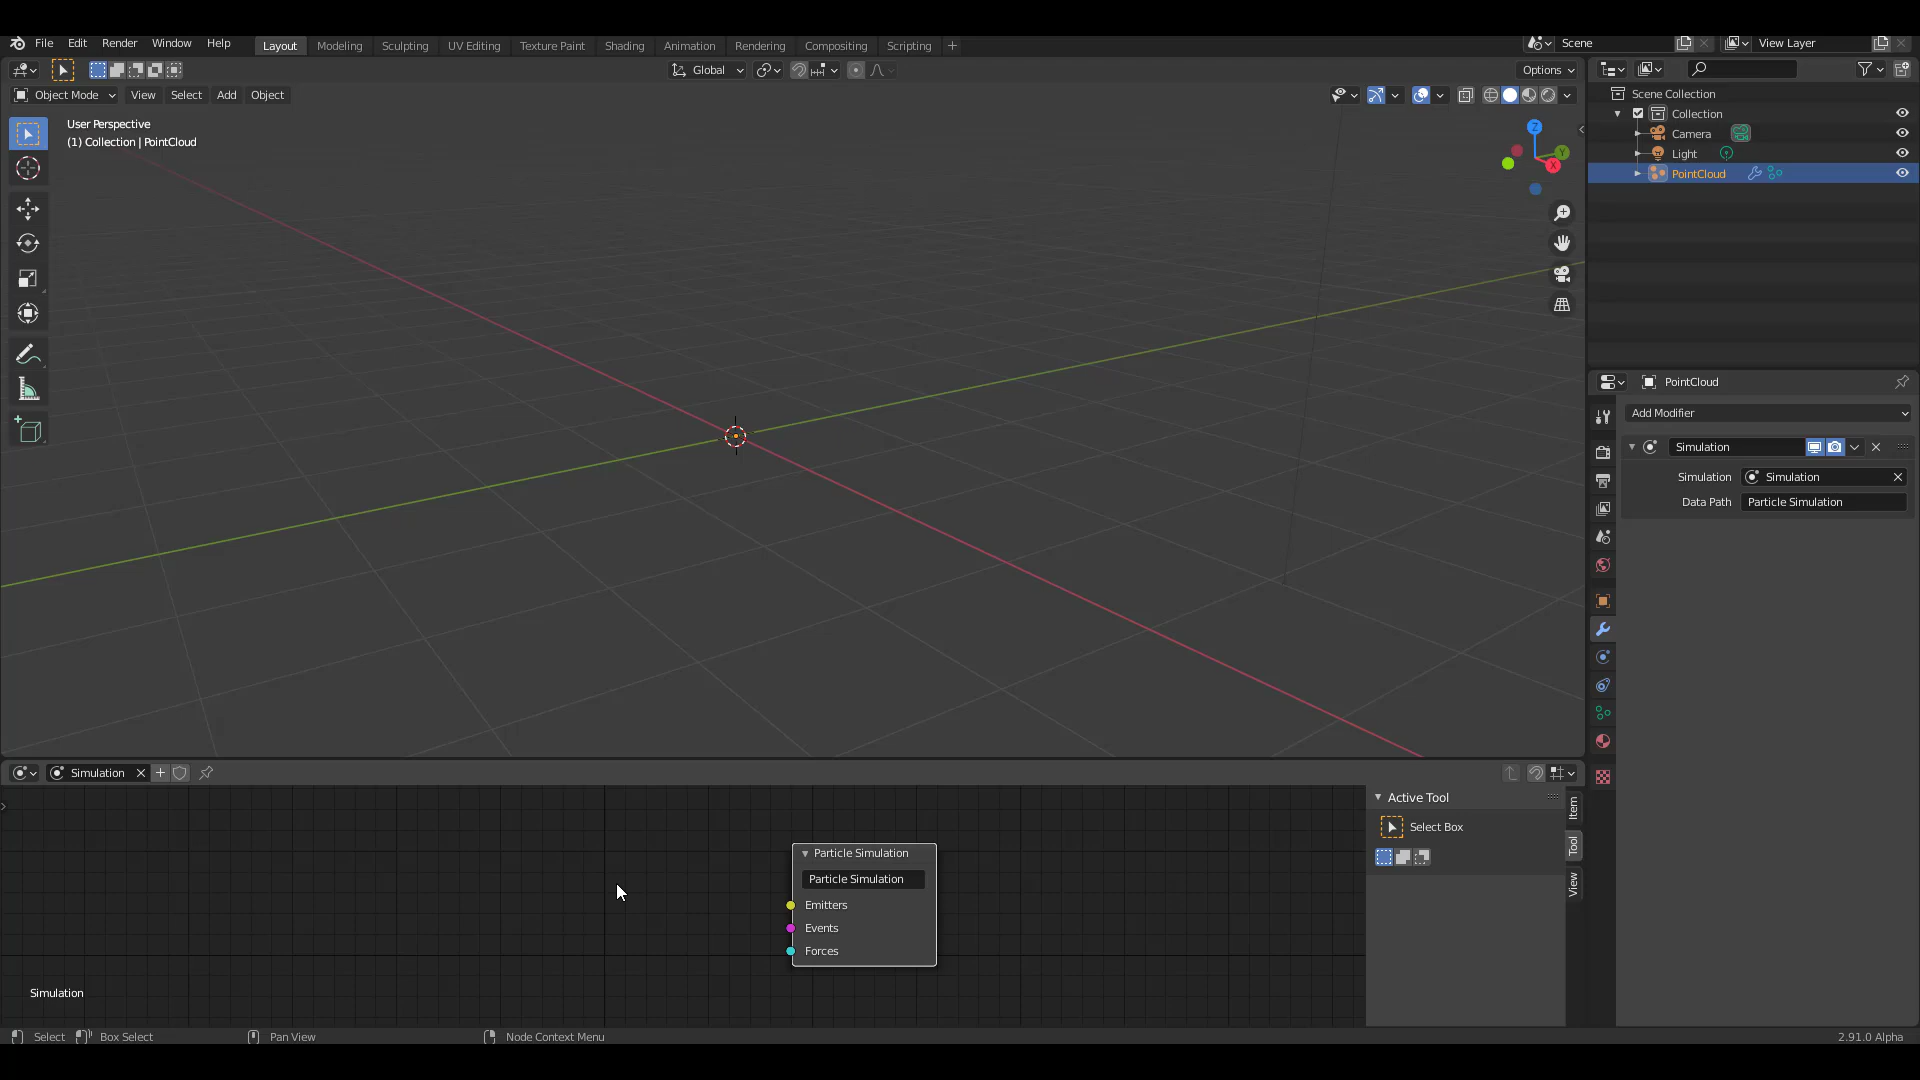 File Edit Render Window Help Layout Modeling Sculpting UV Editing Texture Paint Shading Animation Rendering Compositing Scripting + Scene View Layer
Global Options
Object Mode View Select Add Object
User Perspective
(1) Collection | PointCloud
Z
Y
X
Scene Collection
Collection
Camera
Light
PointCloud
PointCloud
Add Modifier
Simulation
Simulation Simulation
Data Path Particle Simulation
Simulation
Particle Simulation
Particle Simulation
Emitters
Events
Forces
Simulation
Active Tool
Select Box
Item
Tool
View
Select Box Select Pan View Node Context Menu 2.91.0 Alpha